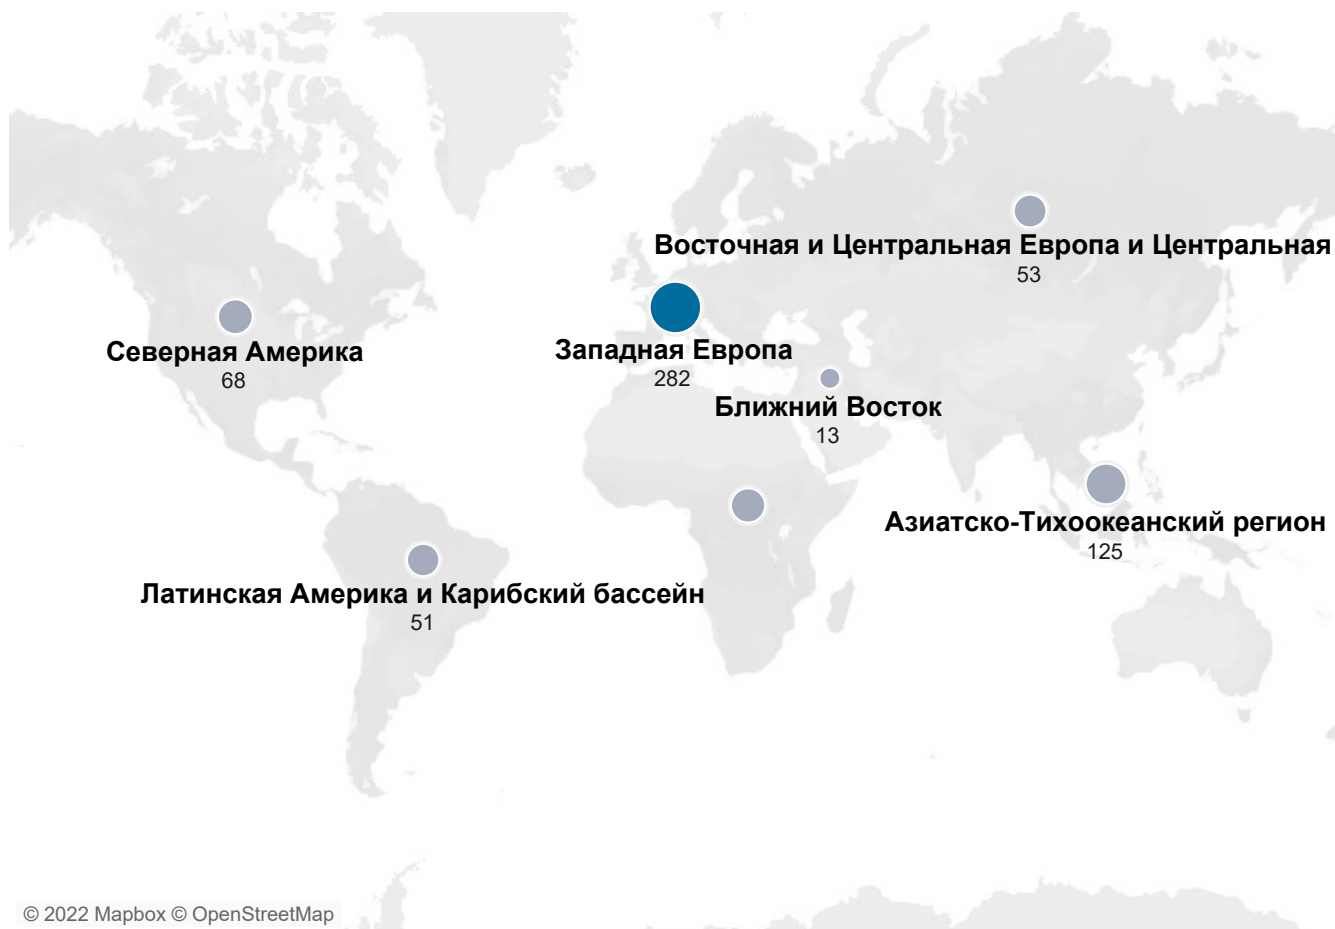 Восточная и Центральная Европа и Центральная
53
Северная Америка
68
Западная Европа
282
Ближний Восток
13
Азиатско-Тихоокеанский регион
125
Латинская Америка и Карибский бассейн
51
© 2022 Mapbox © OpenStreetMap